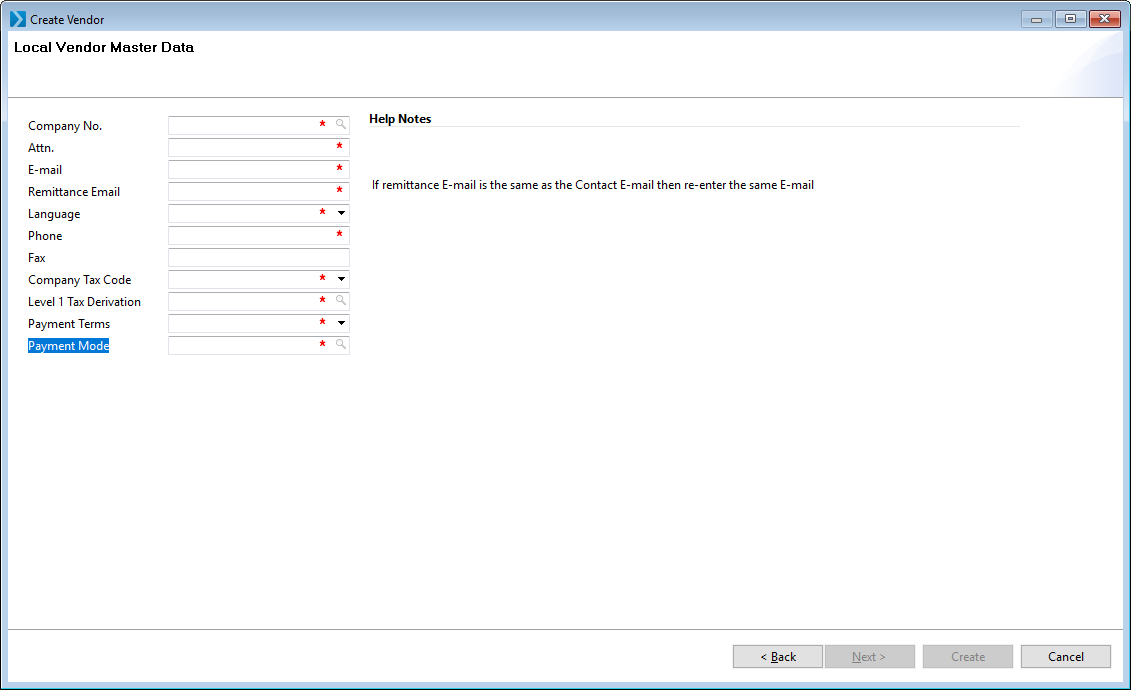 Create Vendor
Local Vendor Master Data
Help Notes
Company No. *
Attn. *
E-mail *
Remittance Email *
If remittance E-mail is the same as the Contact E-mail then re-enter the same E-mail
Language *
Phone *
Fax
Company Tax Code *
Level 1 Tax Derivation *
Payment Terms *
Payment Mode *
< Back Next > Create Cancel